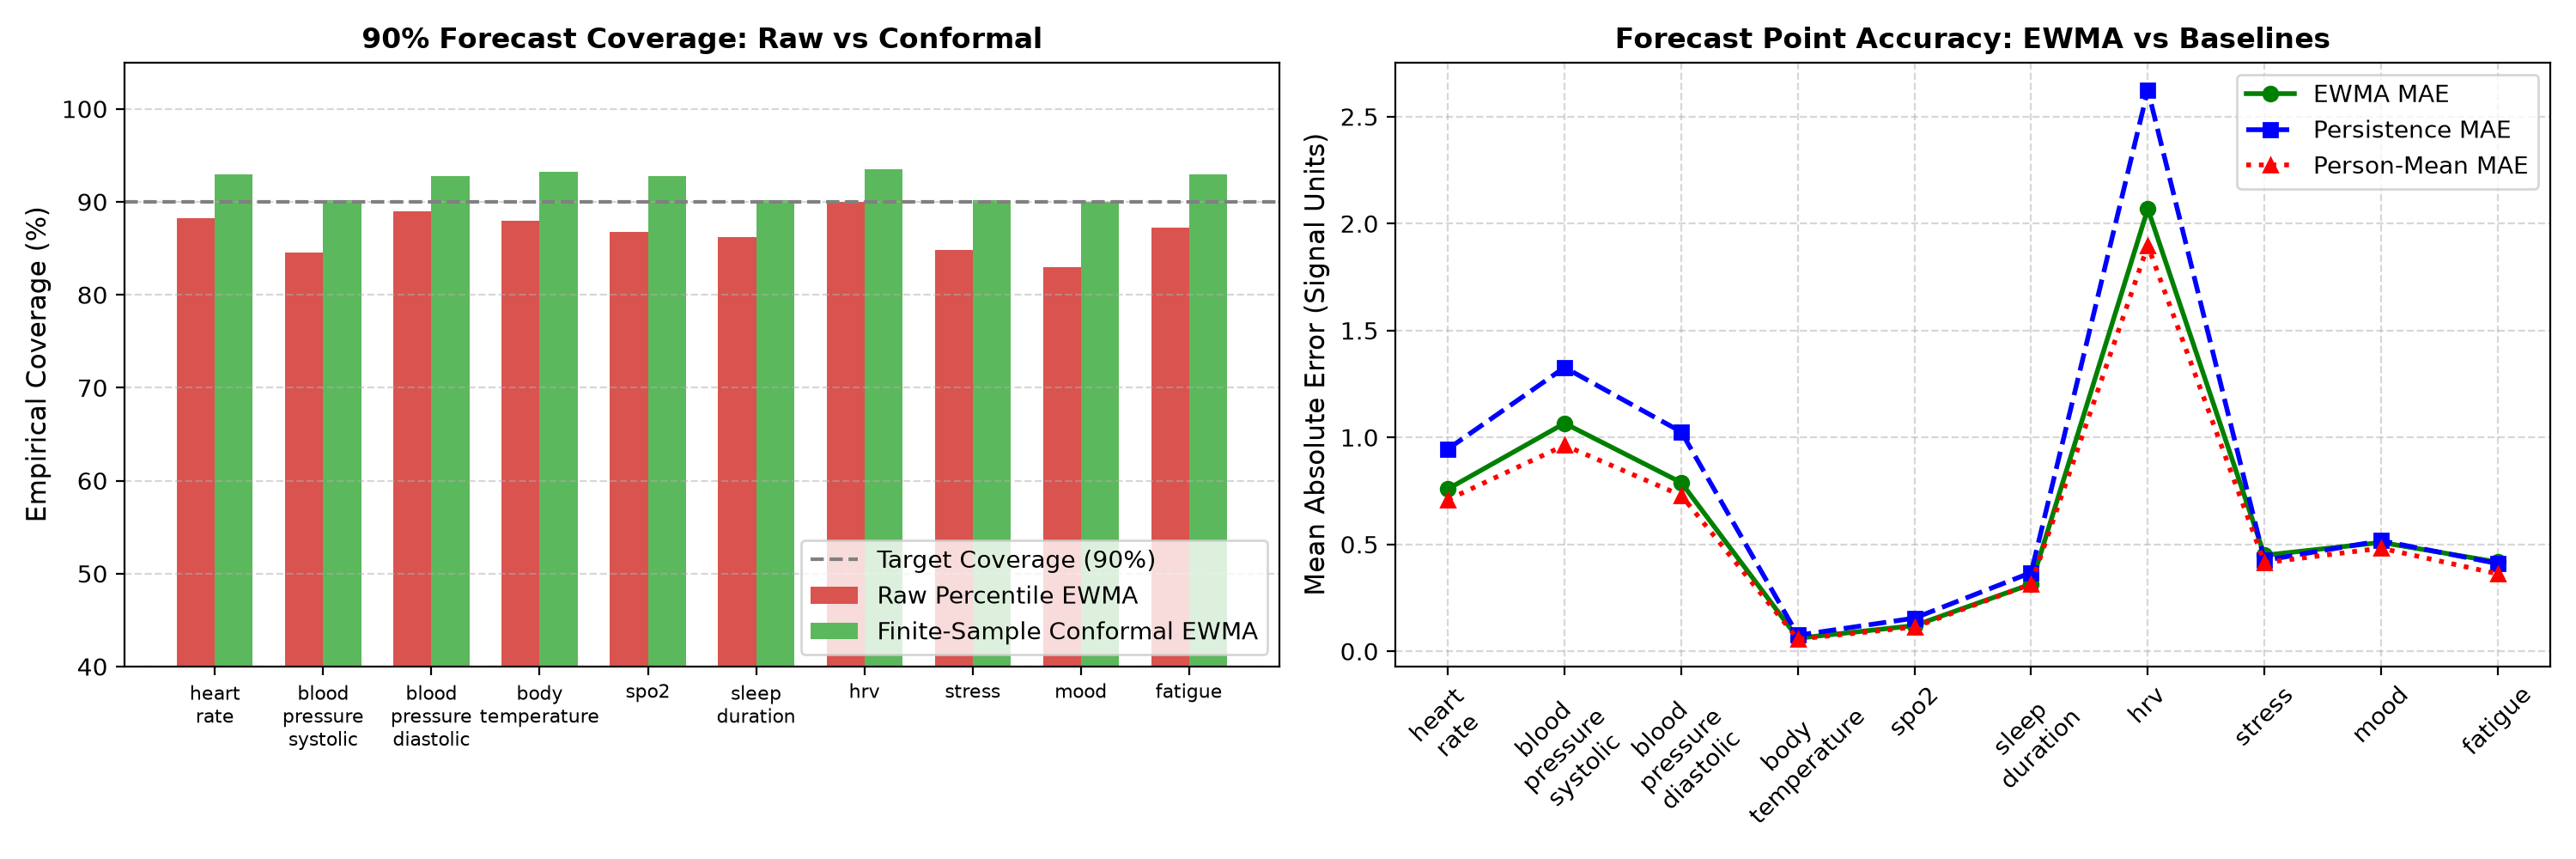 90% Forecast Coverage: Raw vs Conformal
Empirical Coverage (%)
100
90
80
70
60
50
40
Target Coverage (90%)
Raw Percentile EWMA
Finite-Sample Conformal EWMA
heart
rate
blood
pressure
systolic
blood
pressure
diastolic
body
temperature
spo2
sleep
duration
hrv
stress
mood
fatigue
Forecast Point Accuracy: EWMA vs Baselines
Mean Absolute Error (Signal Units)
2.5
2.0
1.5
1.0
0.5
0.0
EWMA MAE
Persistence MAE
Person-Mean MAE
heart
rate
blood
pressure
systolic
blood
pressure
diastolic
body
temperature
spo2
sleep
duration
hrv
stress
mood
fatigue